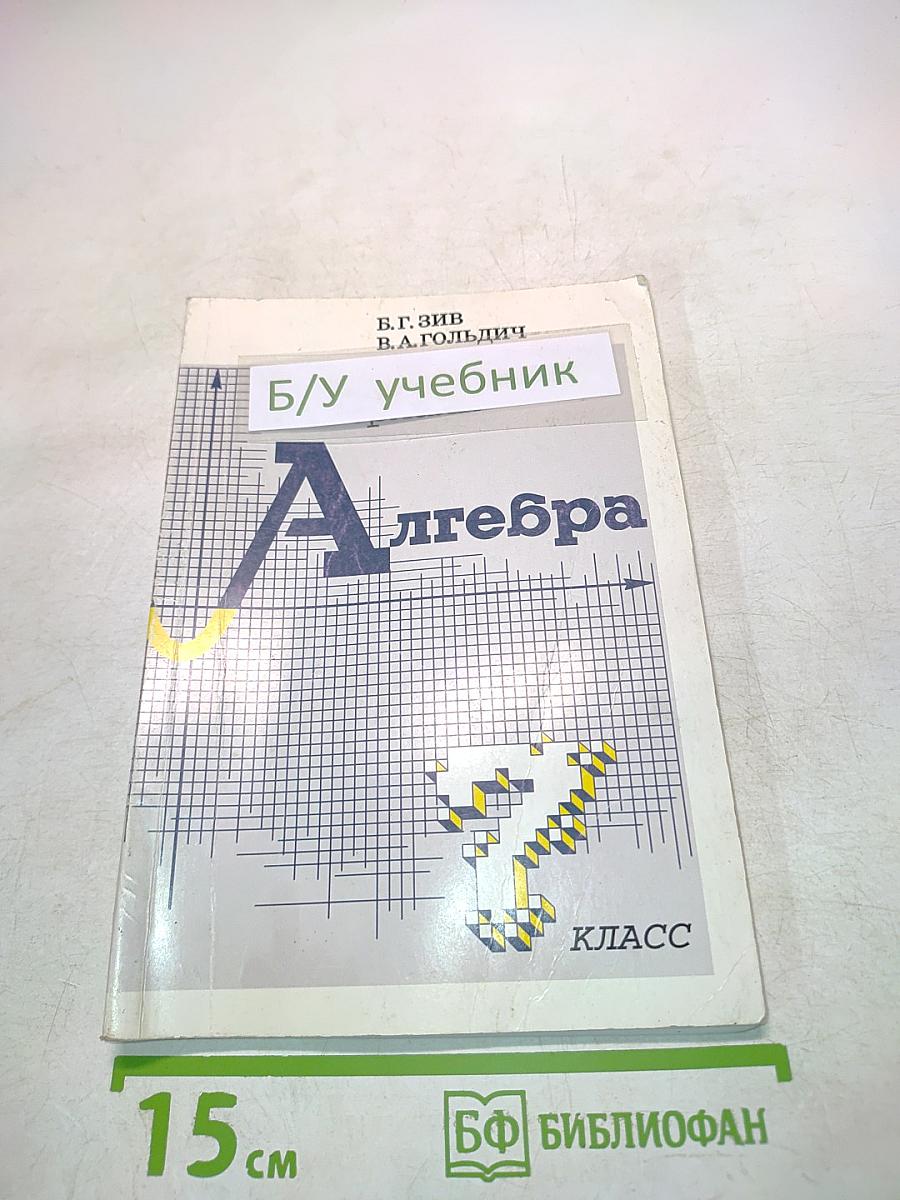 Б. Г. ЗИВ
В. А. ГОЛЬДИЧ
Б/У учебник
Алгебра
7
КЛАСС
15 см
БФ БИБЛИОФАН